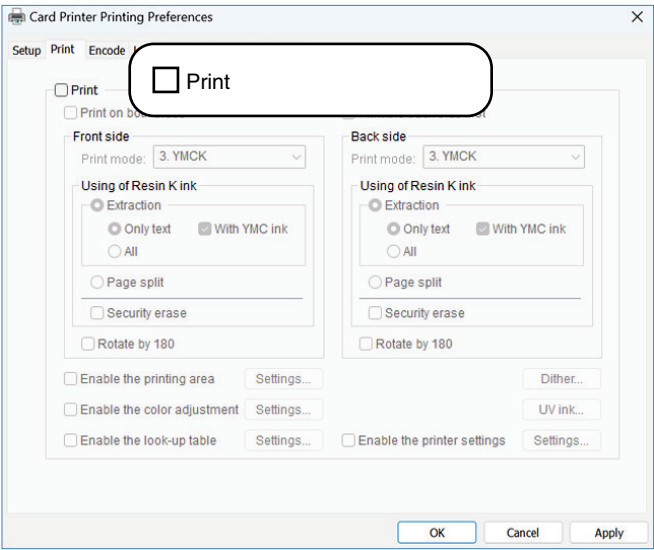 Card Printer Printing Preferences
Setup Print Encode
Print
Print
Print on
Front side
Back side
Print mode: 3. YMCK
Print mode: 3. YMCK
Using of Resin K ink
Using of Resin K ink
Extraction
Extraction
Only text With YMC ink
Only text With YMC ink
All
All
Page split
Page split
Security erase
Security erase
Rotate by 180
Rotate by 180
Enable the printing area Settings... Dither...
Enable the color adjustment Settings... UV ink...
Enable the look-up table Settings... Enable the printer settings Settings...
OK Cancel Apply